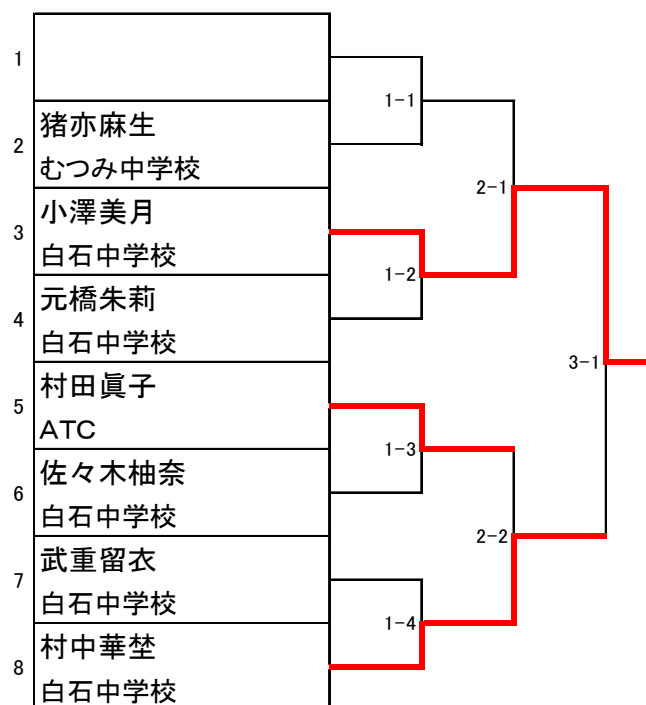 1
1-1
2
猪亦麻生
むつみ中学校
2-1
3
小澤美月
白石中学校
1-2
4
元橋朱莉
白石中学校
3-1
5
村田眞子
ATC
1-3
6
佐々木柚奈
白石中学校
2-2
7
武重留衣
白石中学校
1-4
8
村中華埜
白石中学校